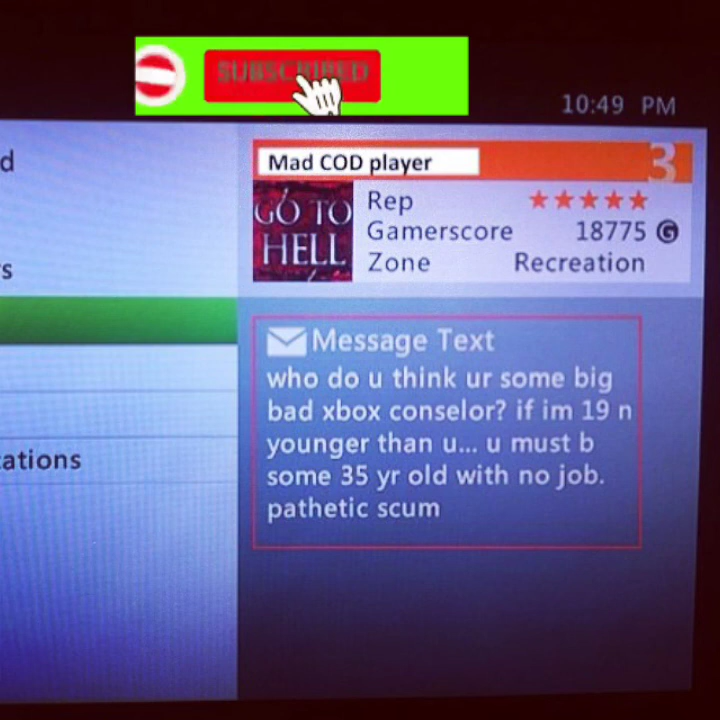 SUBSCRIBED
10:49 PM
d
Mad COD player
3
GO TO
HELL
Rep ★★★★★
Gamerscore 18775 G
Zone Recreation
s
Message Text
who do u think ur some big
bad xbox conselor? if im 19 n
younger than u... u must b
some 35 yr old with no job.
pathetic scum
ations